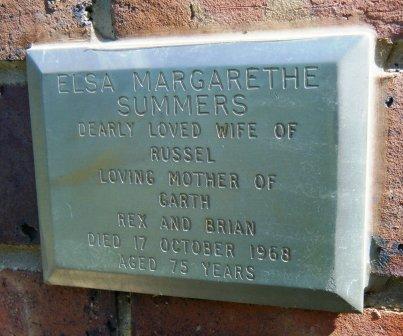 ELSA MARGARETHE
SUMMERS
DEARLY LOVED WIFE OF
RUSSEL
LOVING MOTHER OF
GARTH
REX AND BRIAN
DIED 17 OCTOBER 1968
AGED 75 YEARS